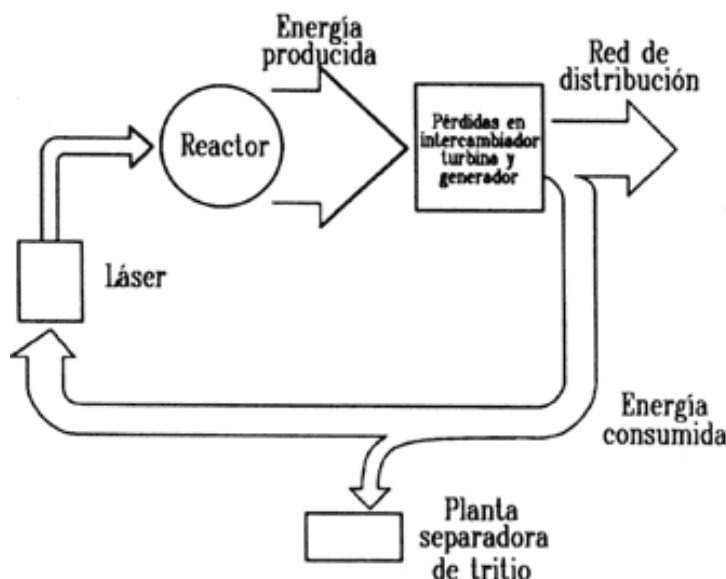 Energía
producida
Red de
distribución
Reactor
Pérdidas en
intercambiador
turbina y
generador
Láser
Energía
consumida
Planta
separadora
de tritio